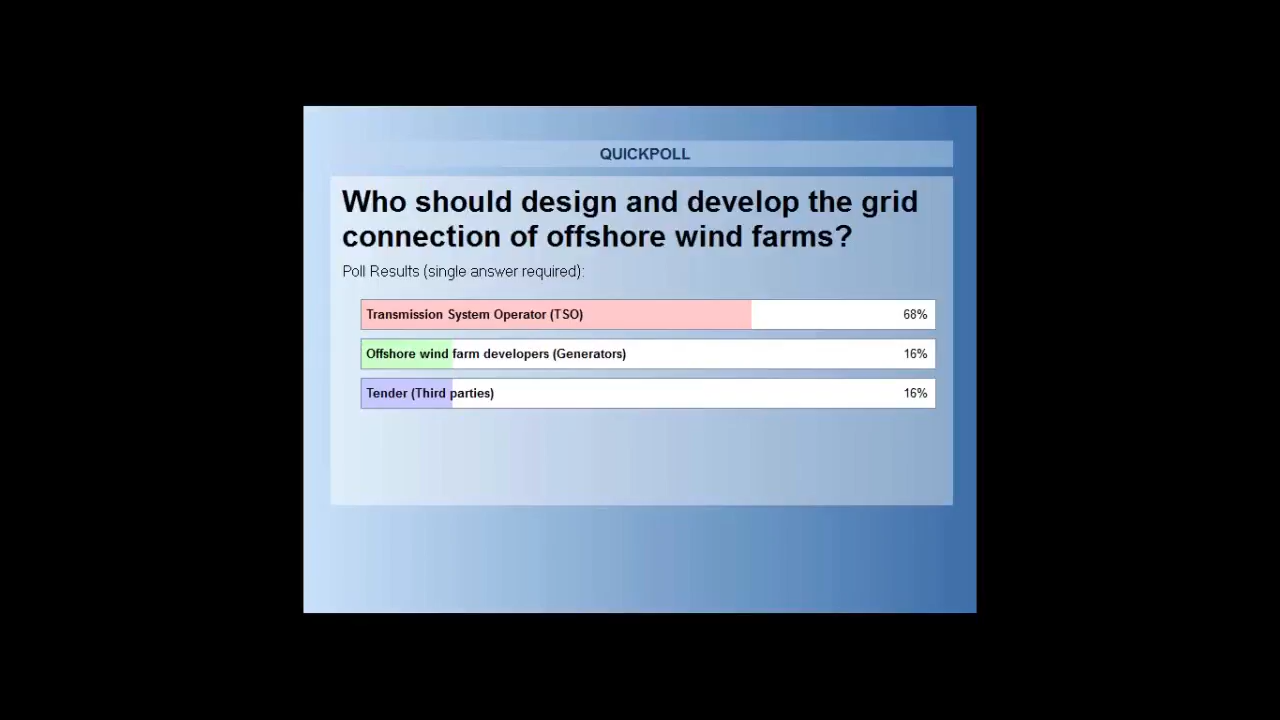 QUICKPOLL
Who should design and develop the grid
connection of offshore wind farms?
Poll Results (single answer required):
Transmission System Operator (TSO) 68%
Offshore wind farm developers (Generators) 16%
Tender (Third parties) 16%